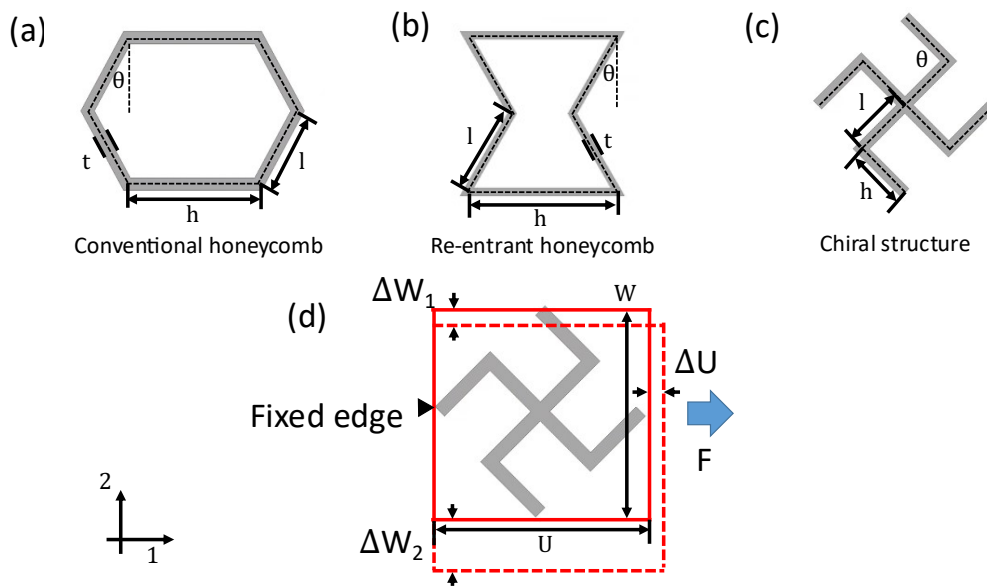 (a)
θ
t
l
h
Conventional honeycomb
(b)
θ
l
t
h
Re-entrant honeycomb
(c)
θ
l
h
Chiral structure
(d)
ΔW1
W
ΔU
Fixed edge
F
ΔW2
U
2
1